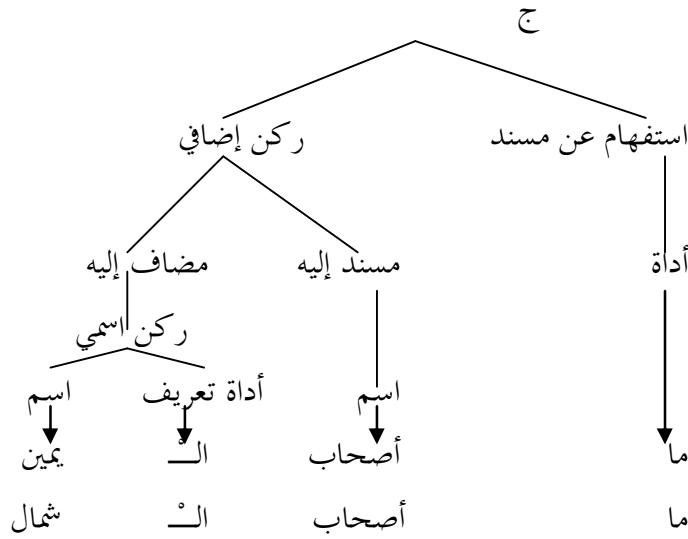 ج
استفهام عن مسند ركن إضافي
أداة مسند إليه مضاف إليه
ركن اسمي
اسم أداة تعريف اسم
ما أصحاب الـْ يمين
ما أصحاب الـْ شمال